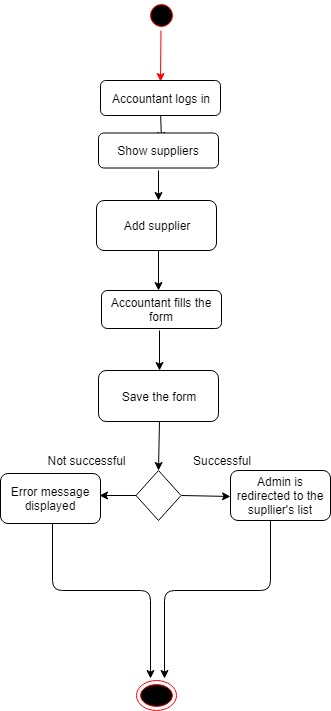 Accountant logs in
Show suppliers
Add supplier
Accountant fills the
form
Save the form
Not successful
Successful
Error message
displayed
Admin is
redirected to the
supllier's list